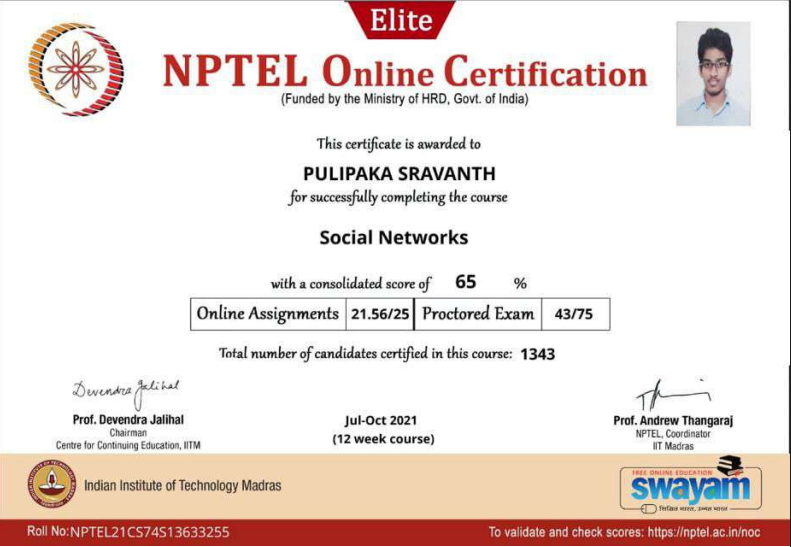 Elite
NPTEL Online Certification
(Funded by the Ministry of HRD, Govt. of India)
This certificate is awarded to
PULIPAKA SRAVANTH
for successfully completing the course
Social Networks
with a consolidated score of 65 %
Online Assignments 21.56/25 Proctored Exam 43/75
Total number of candidates certified in this course: 1343
Devendra Jalihal
Prof. Devendra Jalihal
Chairman
Centre for Continuing Education, IITM
Jul-Oct 2021
(12 week course)
Prof. Andrew Thangaraj
NPTEL, Coordinator
IIT Madras
Indian Institute of Technology Madras
FREE ONLINE EDUCATION
swayam
शिक्षित भारत, उन्नत भारत
Roll No:NPTEL21CS74S13633255
To validate and check scores: https://nptel.ac.in/noc